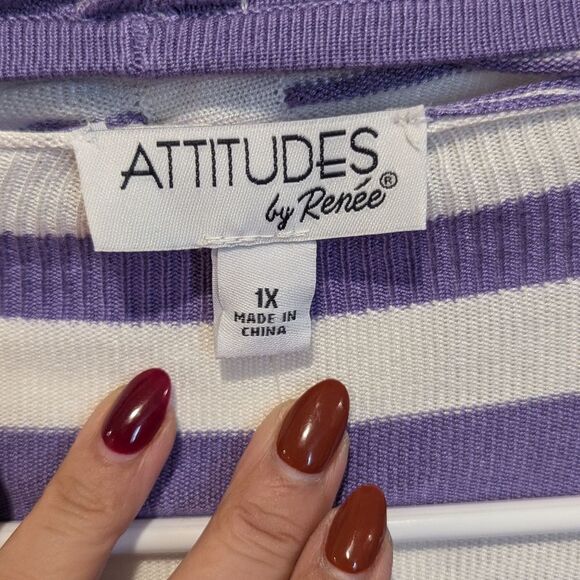 ATTITUDES
by Renée®
1X
MADE IN
CHINA